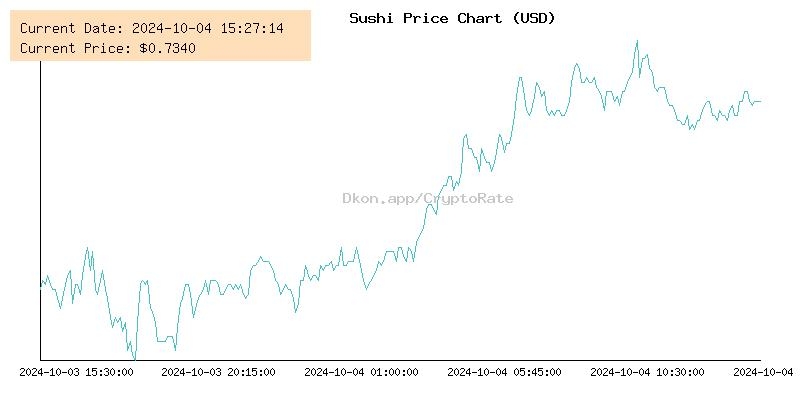 Sushi Price Chart (USD)
Current Date: 2024-10-04 15:27:14
Current Price: $0.7340
Dkon.app/CryptoRate
2024-10-03 15:30:00 2024-10-03 20:15:00 2024-10-04 01:00:00 2024-10-04 05:45:00 2024-10-04 10:30:00 2024-10-04